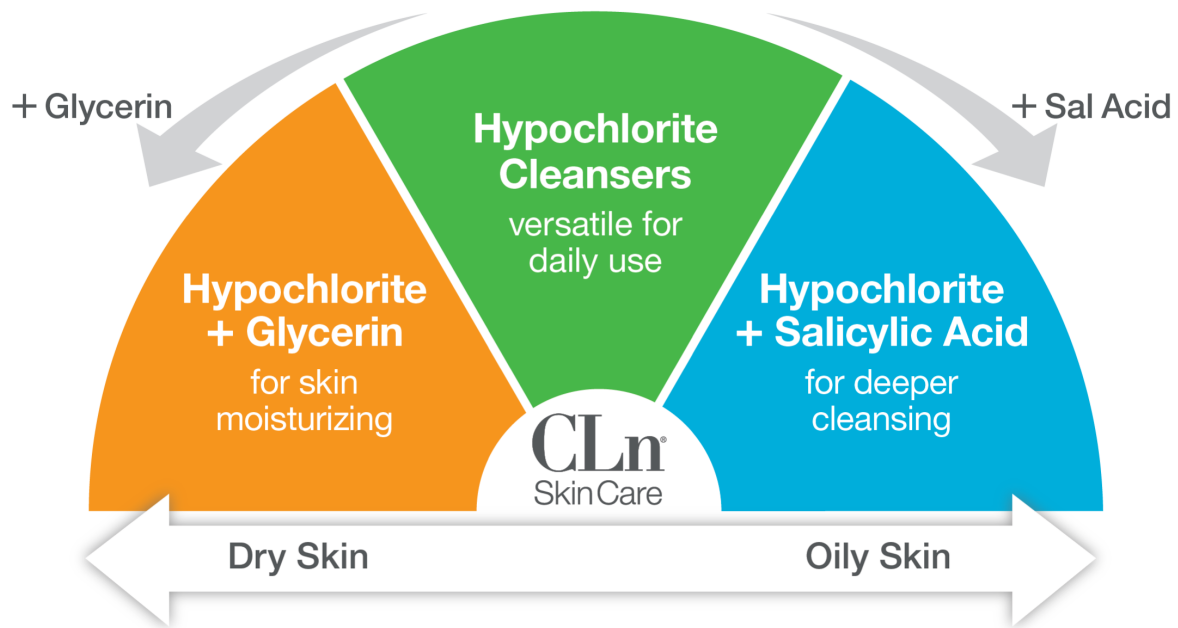 + Glycerin
+ Sal Acid
Hypochlorite
Cleansers
versatile for
daily use
Hypochlorite
+ Glycerin
for skin
moisturizing
Hypochlorite
+ Salicylic Acid
for deeper
cleansing
CLn®
SkinCare
Dry Skin
Oily Skin